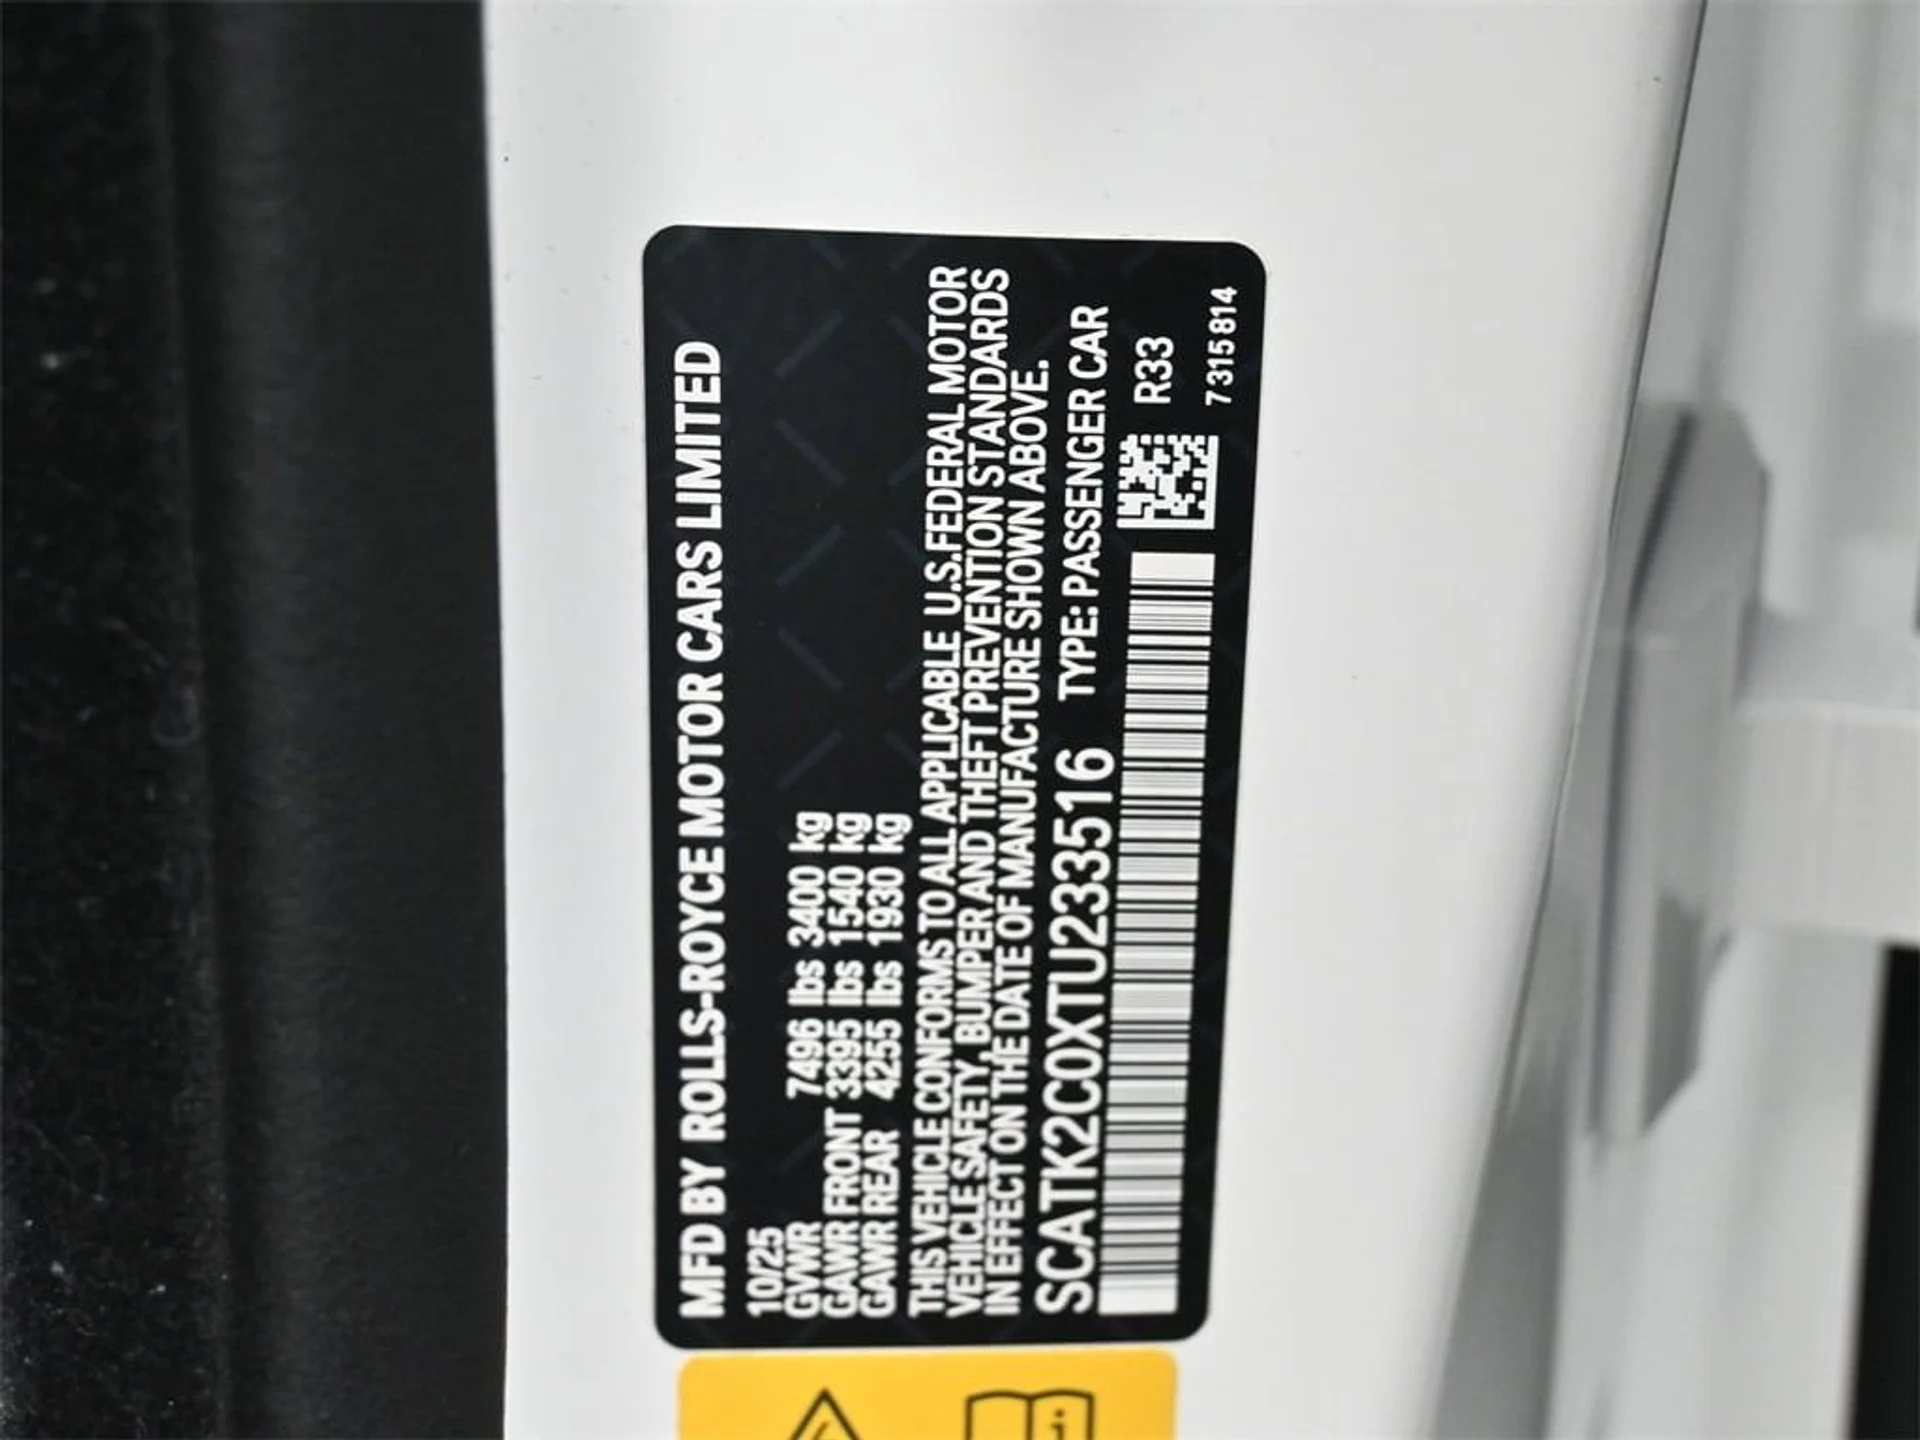 MFD BY ROLLS-ROYCE MOTOR CARS LIMITED
10/25
GVWR 7496 lbs 3400 kg
GAWR FRONT 3395 lbs 1540 kg
GAWR REAR 4255 lbs 1930 kg
THIS VEHICLE CONFORMS TO ALL APPLICABLE U.S.FEDERAL MOTOR
VEHICLE SAFETY, BUMPER AND THEFT PREVENTION STANDARDS
IN EFFECT ON THE DATE OF MANUFACTURE SHOWN ABOVE.
SCATK2C0XTU233516 TYPE: PASSENGER CAR
R33
7315814
i